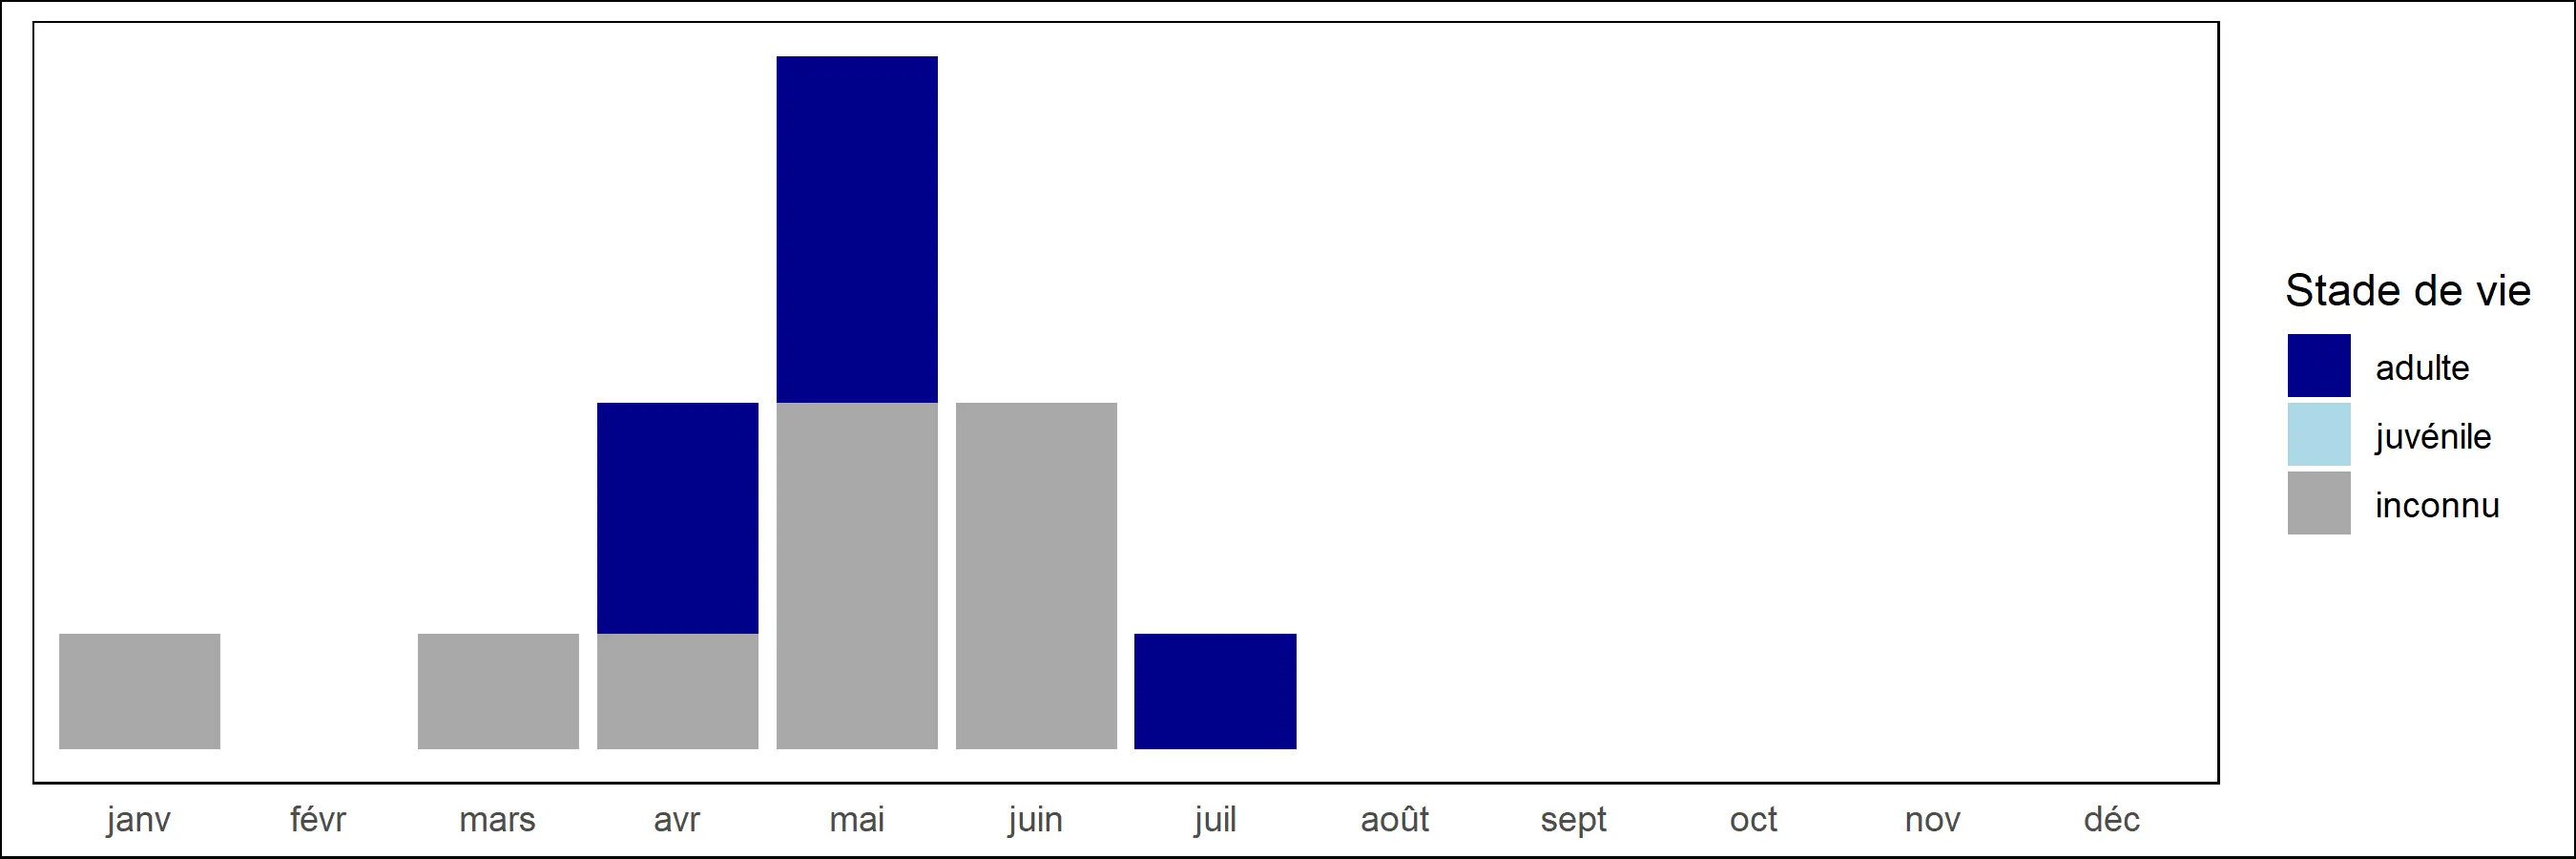 Stade de vie
adulte
juvénile
inconnu
janv févr mars avr mai juin juil août sept oct nov déc